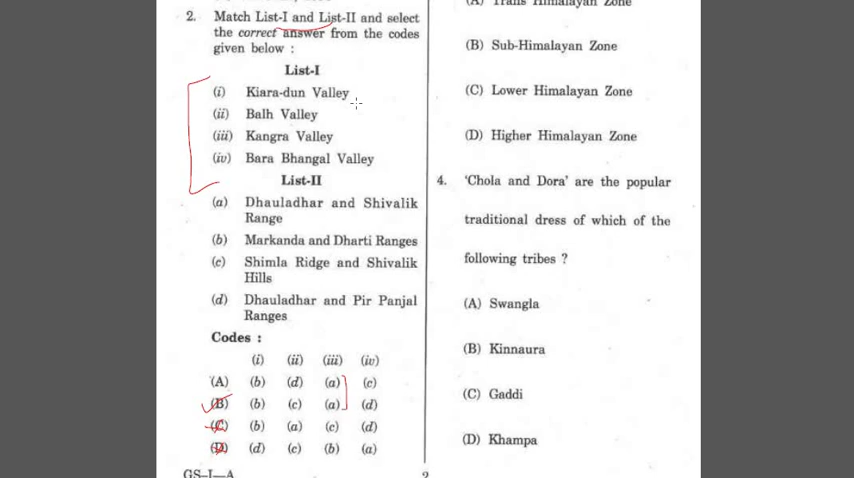 2. Match List-I and List-II and select
the correct answer from the codes
given below :
List-I
(i) Kiara-dun Valley
(ii) Balh Valley
(iii) Kangra Valley
(iv) Bara Bhangal Valley
List-II
(a) Dhauladhar and Shivalik
Range
(b) Markanda and Dharti Ranges
(c) Shimla Ridge and Shivalik
Hills
(d) Dhauladhar and Pir Panjal
Ranges
Codes :
(i) (ii) (iii) (iv)
(A) (b) (d) (a) (c)
(B) (b) (c) (a) (d)
(C) (b) (a) (c) (d)
(D) (d) (c) (b) (a)
GS–I—A
2
(A) Trans Himalayan Zone
(B) Sub-Himalayan Zone
(C) Lower Himalayan Zone
(D) Higher Himalayan Zone
4. 'Chola and Dora' are the popular
traditional dress of which of the
following tribes ?
(A) Swangla
(B) Kinnaura
(C) Gaddi
(D) Khampa